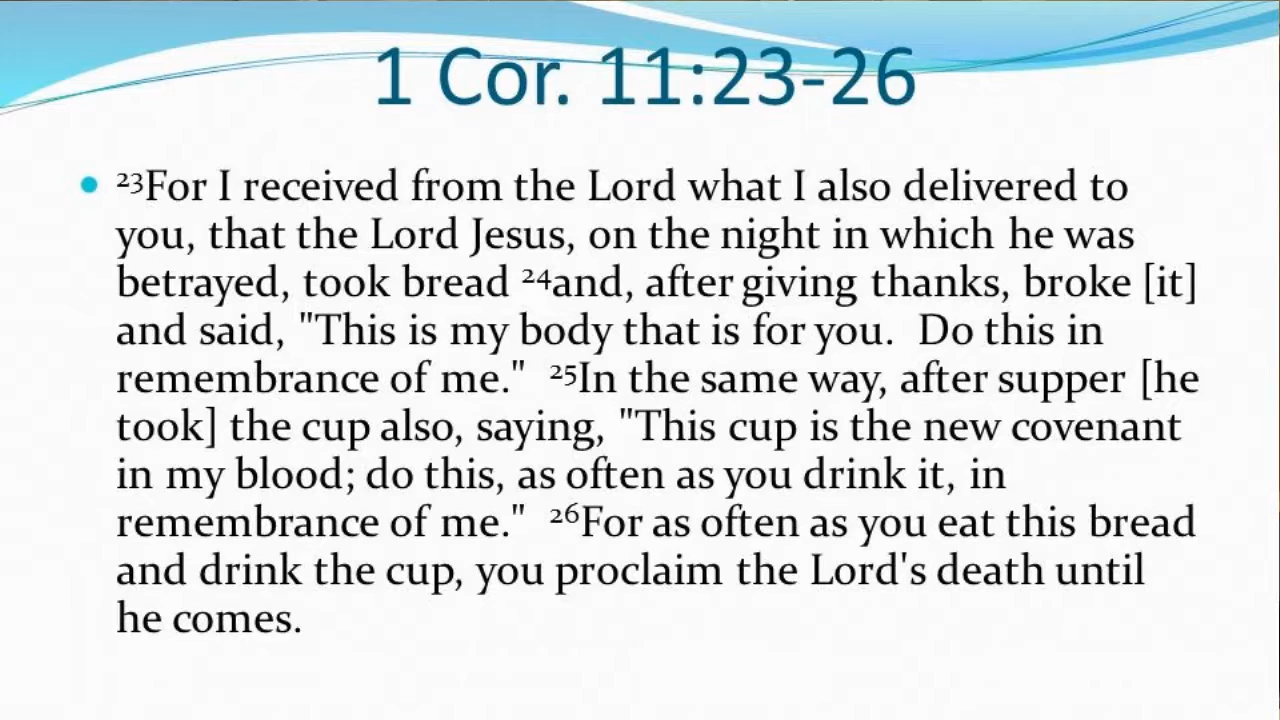 1 Cor. 11:23-26
• ²³For I received from the Lord what I also delivered to
you, that the Lord Jesus, on the night in which he was
betrayed, took bread ²⁴and, after giving thanks, broke [it]
and said, "This is my body that is for you.  Do this in
remembrance of me."  ²⁵In the same way, after supper [he
took] the cup also, saying, "This cup is the new covenant
in my blood; do this, as often as you drink it, in
remembrance of me."  ²⁶For as often as you eat this bread
and drink the cup, you proclaim the Lord's death until
he comes.